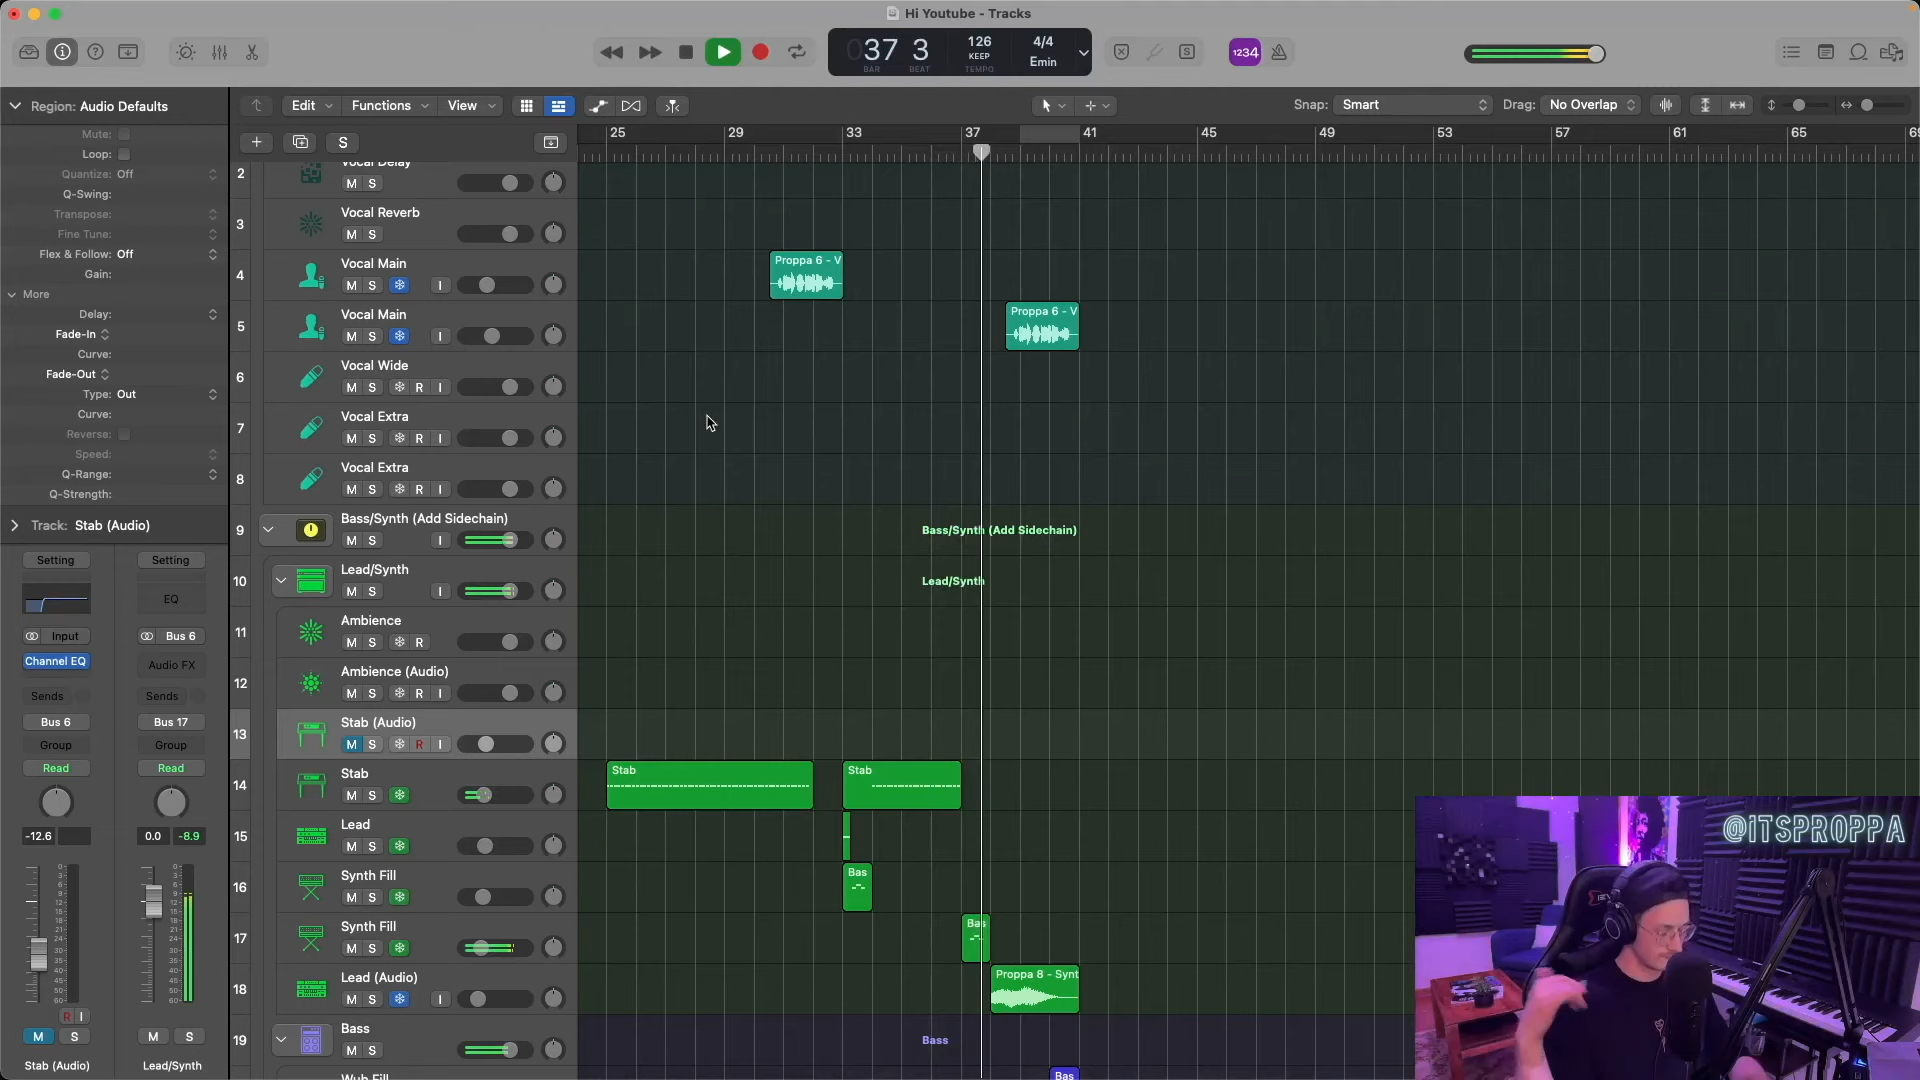 Hi Youtube - Tracks
37 3
BAR BEAT
126
KEEP
TEMPO
4/4
Emin
1234
Region: Audio Defaults
Edit
Functions
View
Snap: Smart
Drag: No Overlap
Mute:
Loop:
Quantize: Off
Q-Swing:
Transpose:
Fine Tune:
Flex & Follow: Off
Gain:
More
Delay:
Fade-In
Curve:
Fade-Out
Type: Out
Curve:
Reverse:
Speed:
Q-Range:
Q-Strength:
Track: Stab (Audio)
Setting Setting
EQ
Input Bus 6
Channel EQ Audio FX
Sends Sends
Bus 6 Bus 17
Group Group
Read Read
-12.6 0.0 -8.9
R I
M S M S
Stab (Audio) Lead/Synth
S
25 29 33 37 41 45 49 53 57 61 65 69
2 Vocal Delay
M S
3 Vocal Reverb
M S
4 Vocal Main
M S I
Proppa 6 - V
5 Vocal Main
M S I
Proppa 6 - V
6 Vocal Wide
M S R I
7 Vocal Extra
M S R I
8 Vocal Extra
M S R I
9 Bass/Synth (Add Sidechain)
M S I
Bass/Synth (Add Sidechain)
10 Lead/Synth
M S I
Lead/Synth
11 Ambience
M S R
12 Ambience (Audio)
M S R I
13 Stab (Audio)
M S R I
14 Stab
M S
Stab Stab
15 Lead
M S
16 Synth Fill
M S
Bas
17 Synth Fill
M S
Bas
18 Lead (Audio)
M S I
Proppa 8 - Synt
19 Bass
M S
Bass
Wub Fill
Bas
@iTSPROPPA